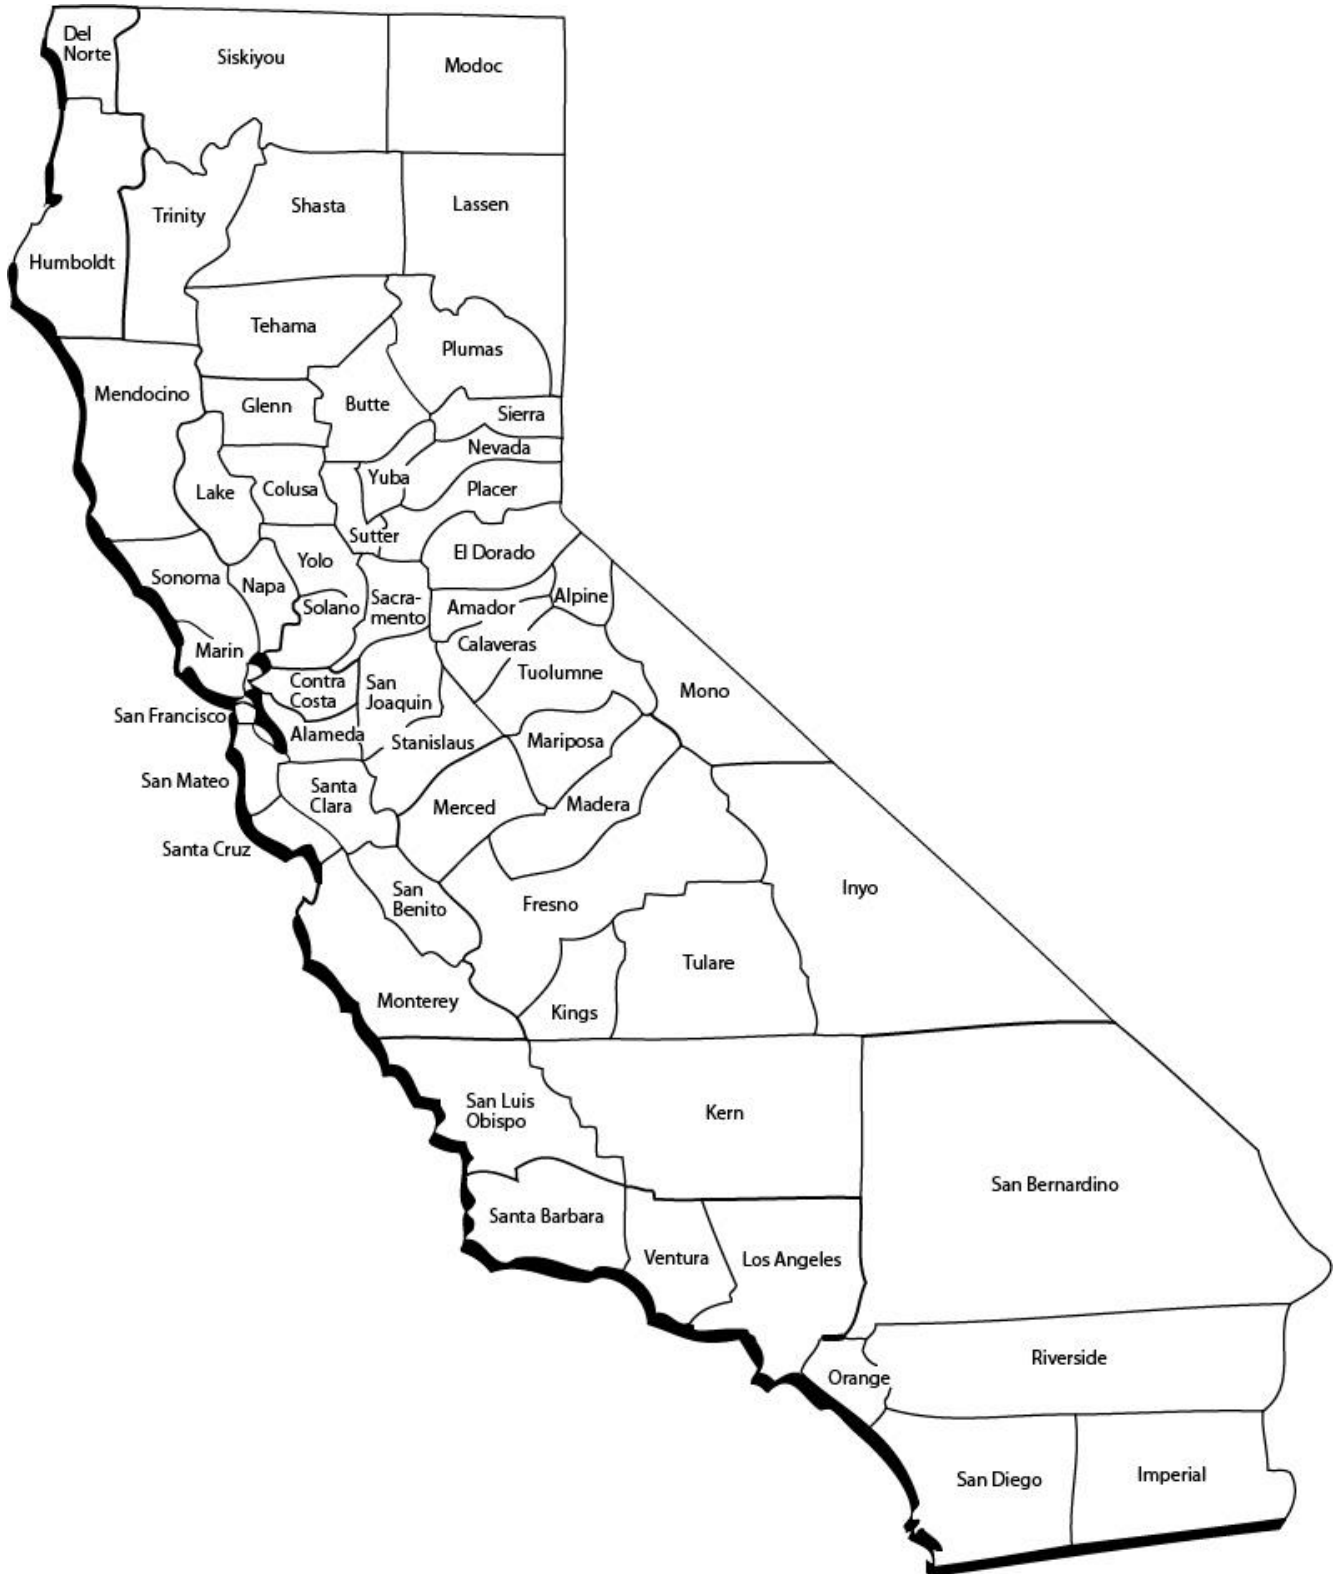 Del
Norte
Siskiyou
Modoc
Trinity
Shasta
Lassen
Humboldt
Tehama
Plumas
Mendocino
Glenn
Butte
Sierra
Nevada
Yuba
Placer
Lake
Colusa
Sutter
El Dorado
Yolo
Sonoma
Napa
Solano
Sacra-
mento
Amador
Alpine
Marin
Calaveras
Tuolumne
Contra
Costa
San
Joaquin
Mono
San Francisco
Alameda
Stanislaus
Mariposa
San Mateo
Santa
Clara
Merced
Madera
Santa Cruz
San
Benito
Fresno
Inyo
Tulare
Monterey
Kings
San Luis
Obispo
Kern
San Bernardino
Santa Barbara
Ventura
Los Angeles
Orange
Riverside
San Diego
Imperial